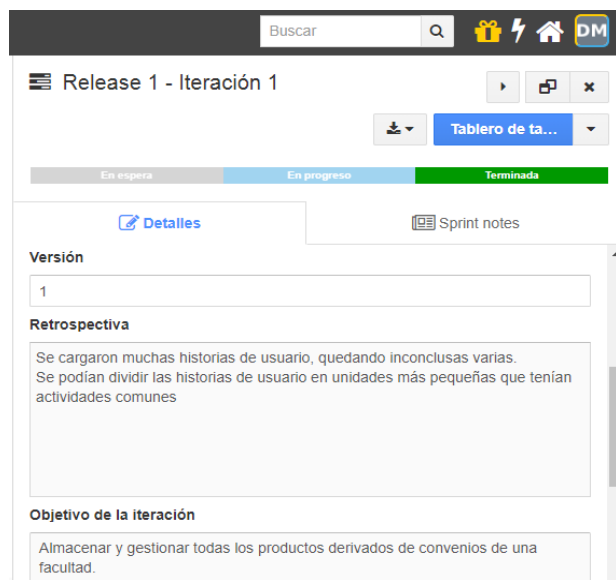 Buscar
DM
Release 1 - Iteración 1
Tablero de ta...
En espera
En progreso
Terminada
Detalles
Sprint notes
Versión
1
Retrospectiva
Se cargaron muchas historias de usuario, quedando inconclusas varias.
Se podían dividir las historias de usuario en unidades más pequeñas que tenían
actividades comunes
Objetivo de la iteración
Almacenar y gestionar todas los productos derivados de convenios de una
facultad.